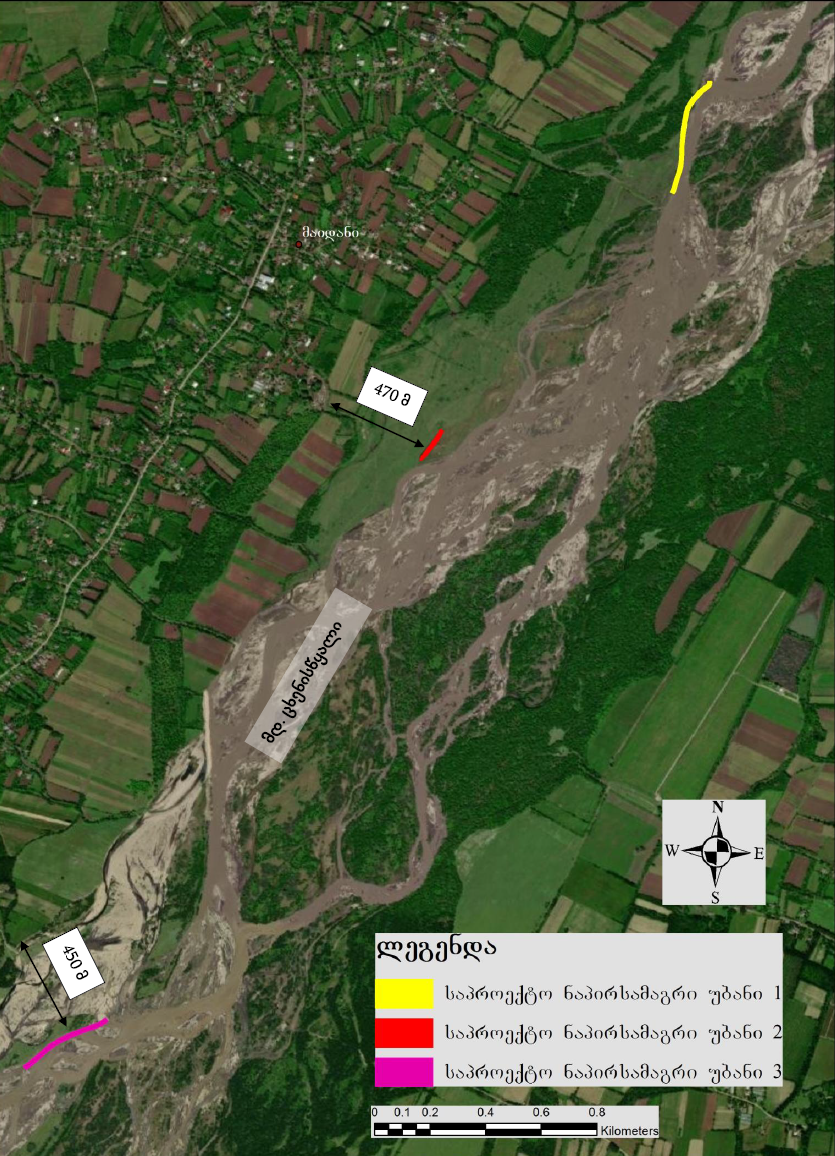 მაიდანი
470 მ
მდ. ცხენისწყალი
N
W E
S
450 მ
ლეგენდა
საპროექტო ნაპირსამაგრი უბანი 1
საპროექტო ნაპირსამაგრი უბანი 2
საპროექტო ნაპირსამაგრი უბანი 3
0 0.1 0.2 0.4 0.6 0.8
Kilometers